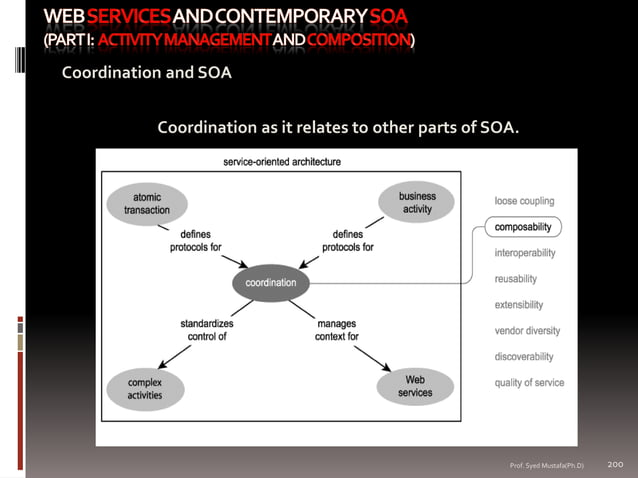 WEB SERVICES AND CONTEMPORARY SOA
(PART I: ACTIVITY MANAGEMENT AND COMPOSITION)
Coordination and SOA
Coordination as it relates to other parts of SOA.
service-oriented architecture
atomic
transaction
business
activity
defines
protocols for
defines
protocols for
coordination
standardizes
control of
manages
context for
complex
activities
Web
services
loose coupling
composability
interoperability
reusability
extensibility
vendor diversity
discoverability
quality of service
Prof. Syed Mustafa(Ph.D)
200